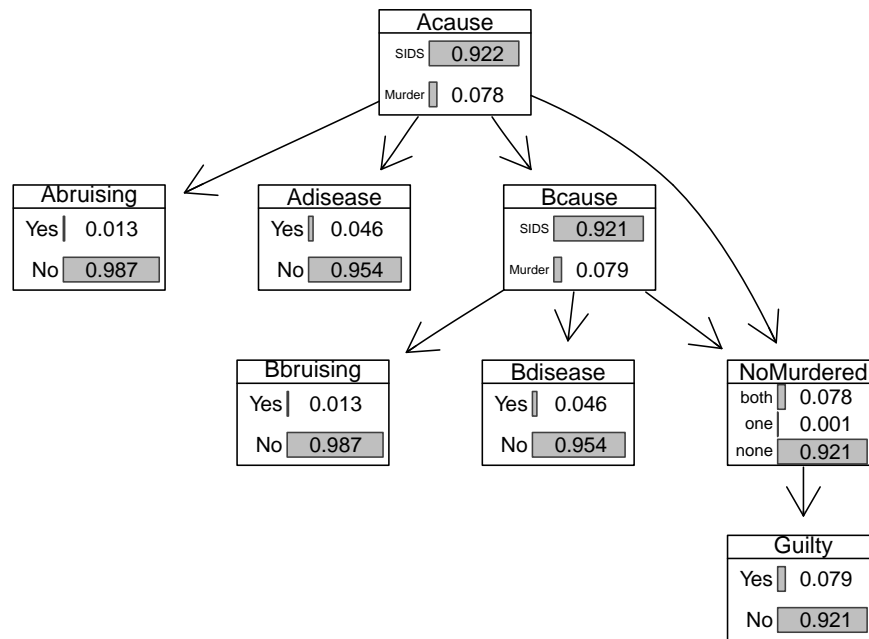 Acause
SIDS 0.922
Murder 0.078
Abruising
Yes 0.013
No 0.987
Adisease
Yes 0.046
No 0.954
Bcause
SIDS 0.921
Murder 0.079
Bbruising
Yes 0.013
No 0.987
Bdisease
Yes 0.046
No 0.954
NoMurdered
both 0.078
one 0.001
none 0.921
Guilty
Yes 0.079
No 0.921